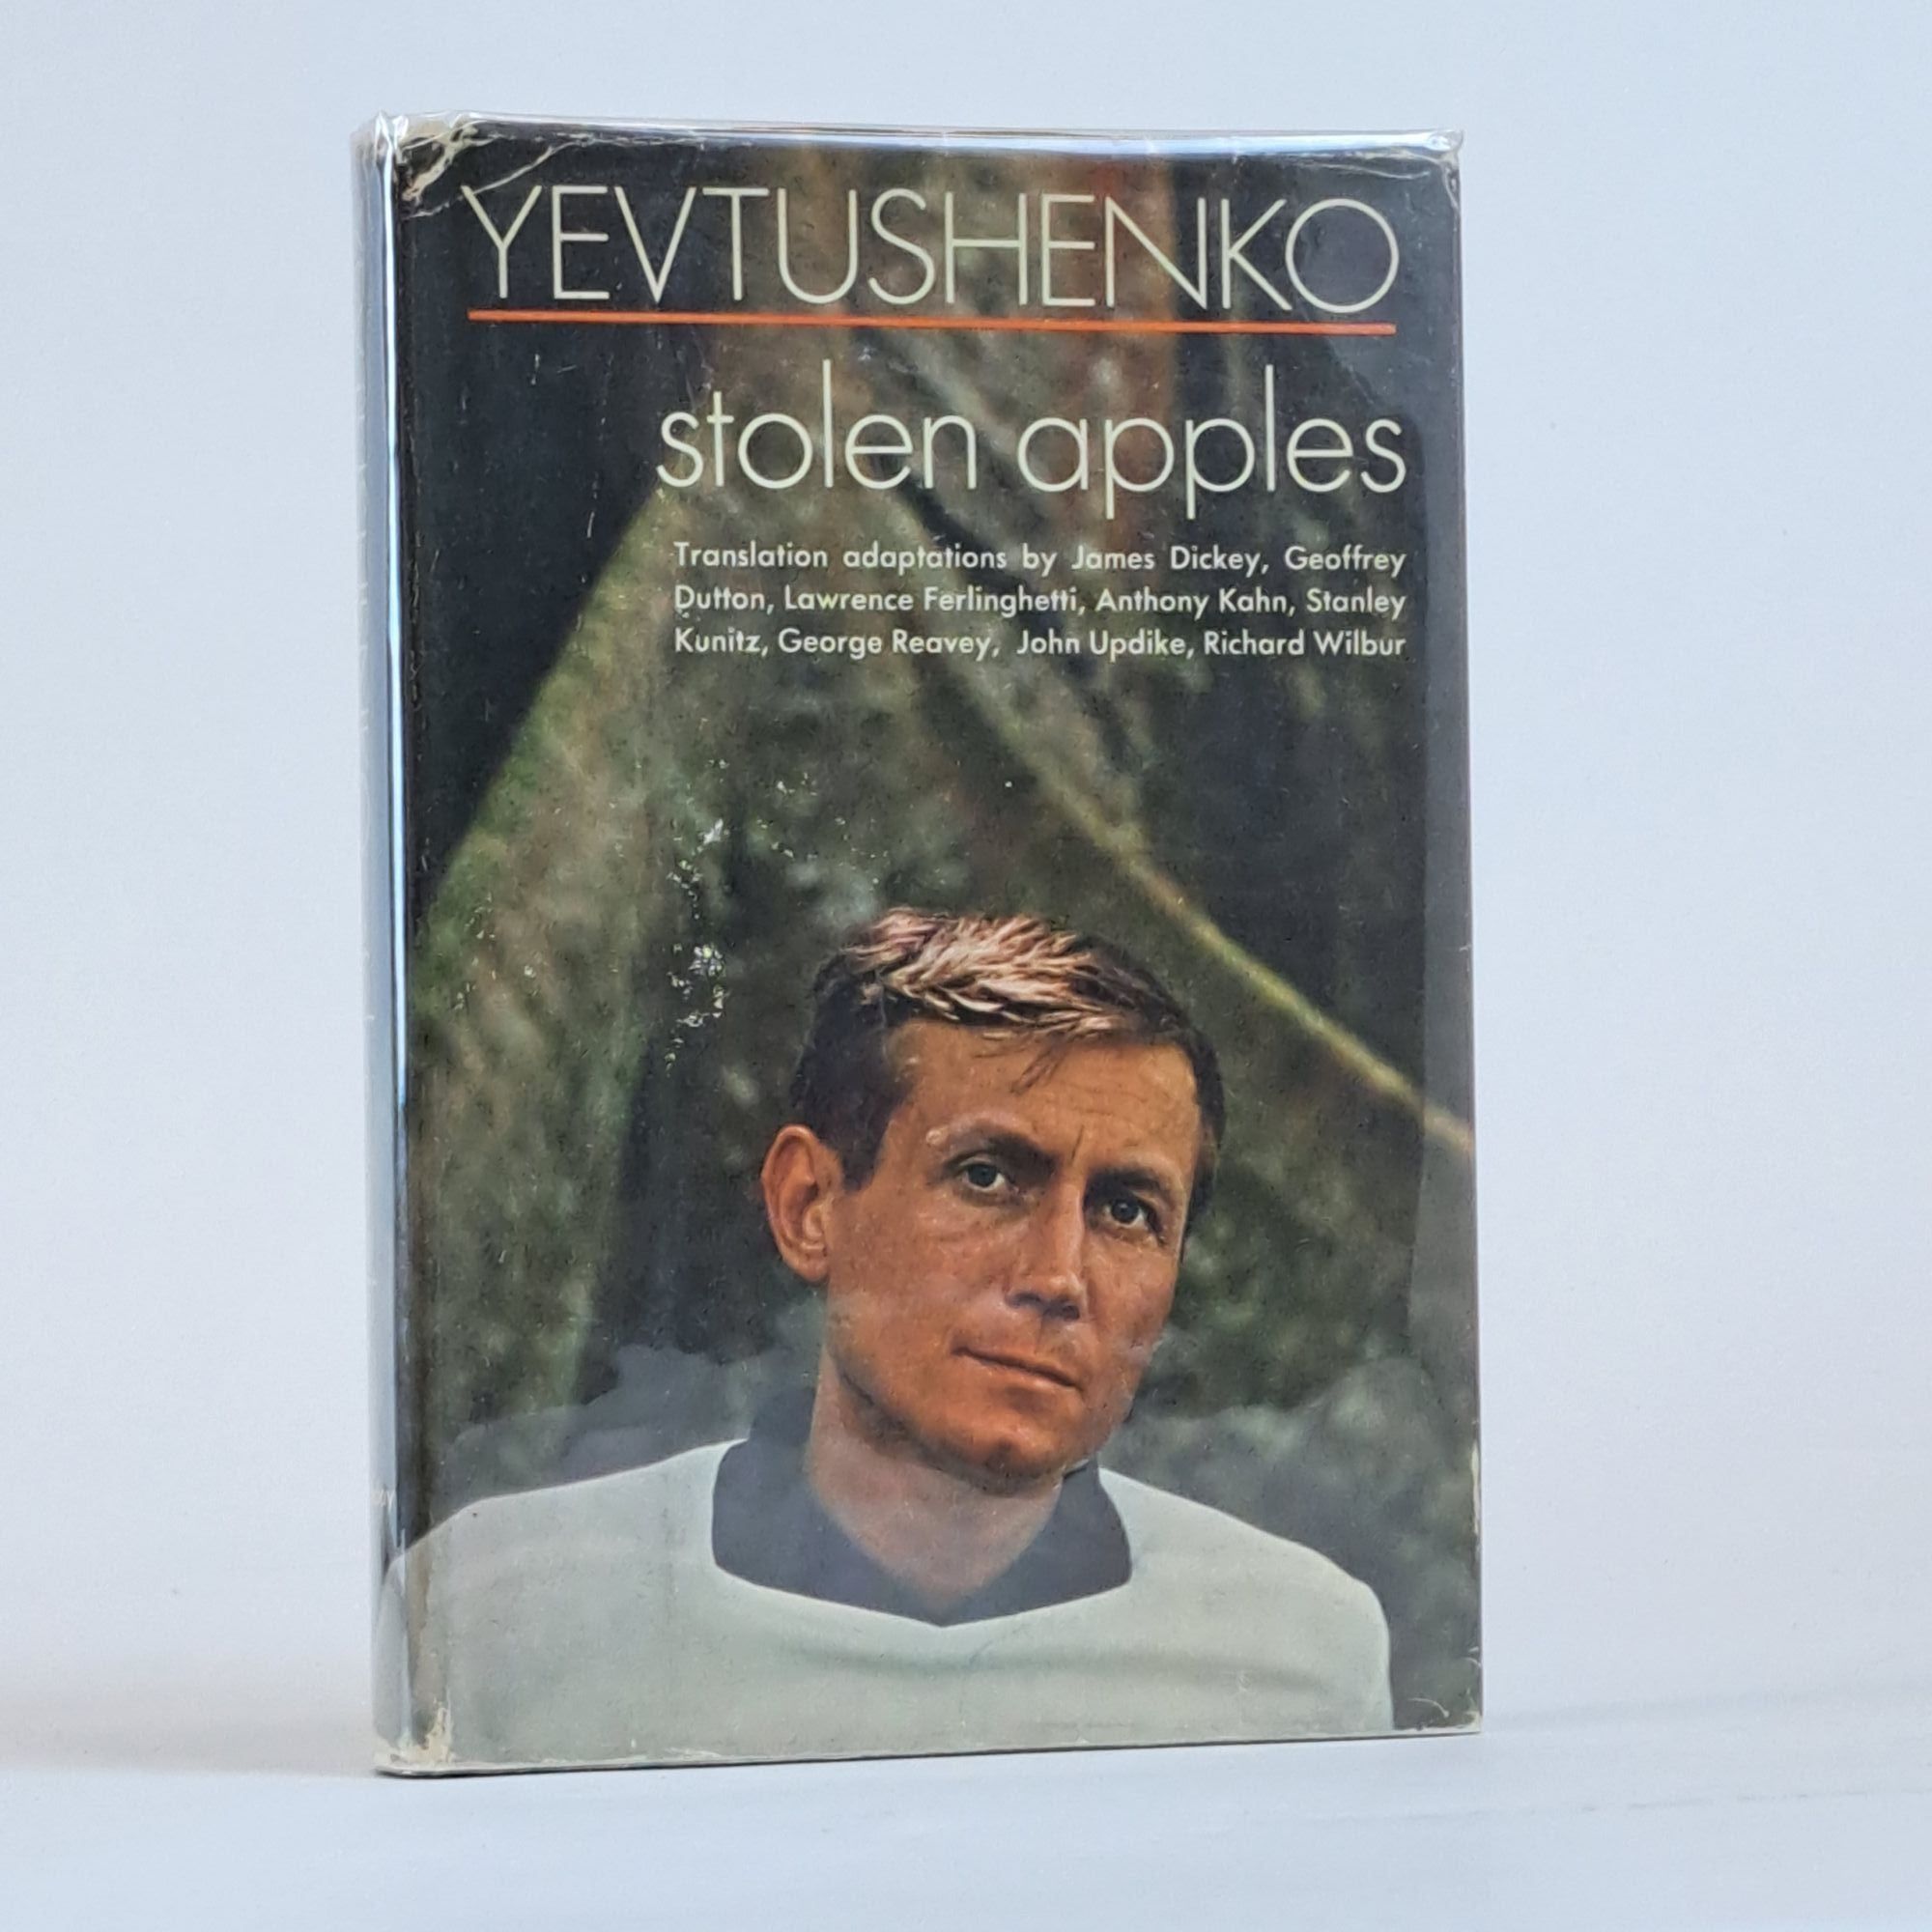 YEVTUSHENKO
stolen apples
Translation adaptations by James Dickey, Geoffrey
Dutton, Lawrence Ferlinghetti, Anthony Kahn, Stanley
Kunitz, George Reavey, John Updike, Richard Wilbur